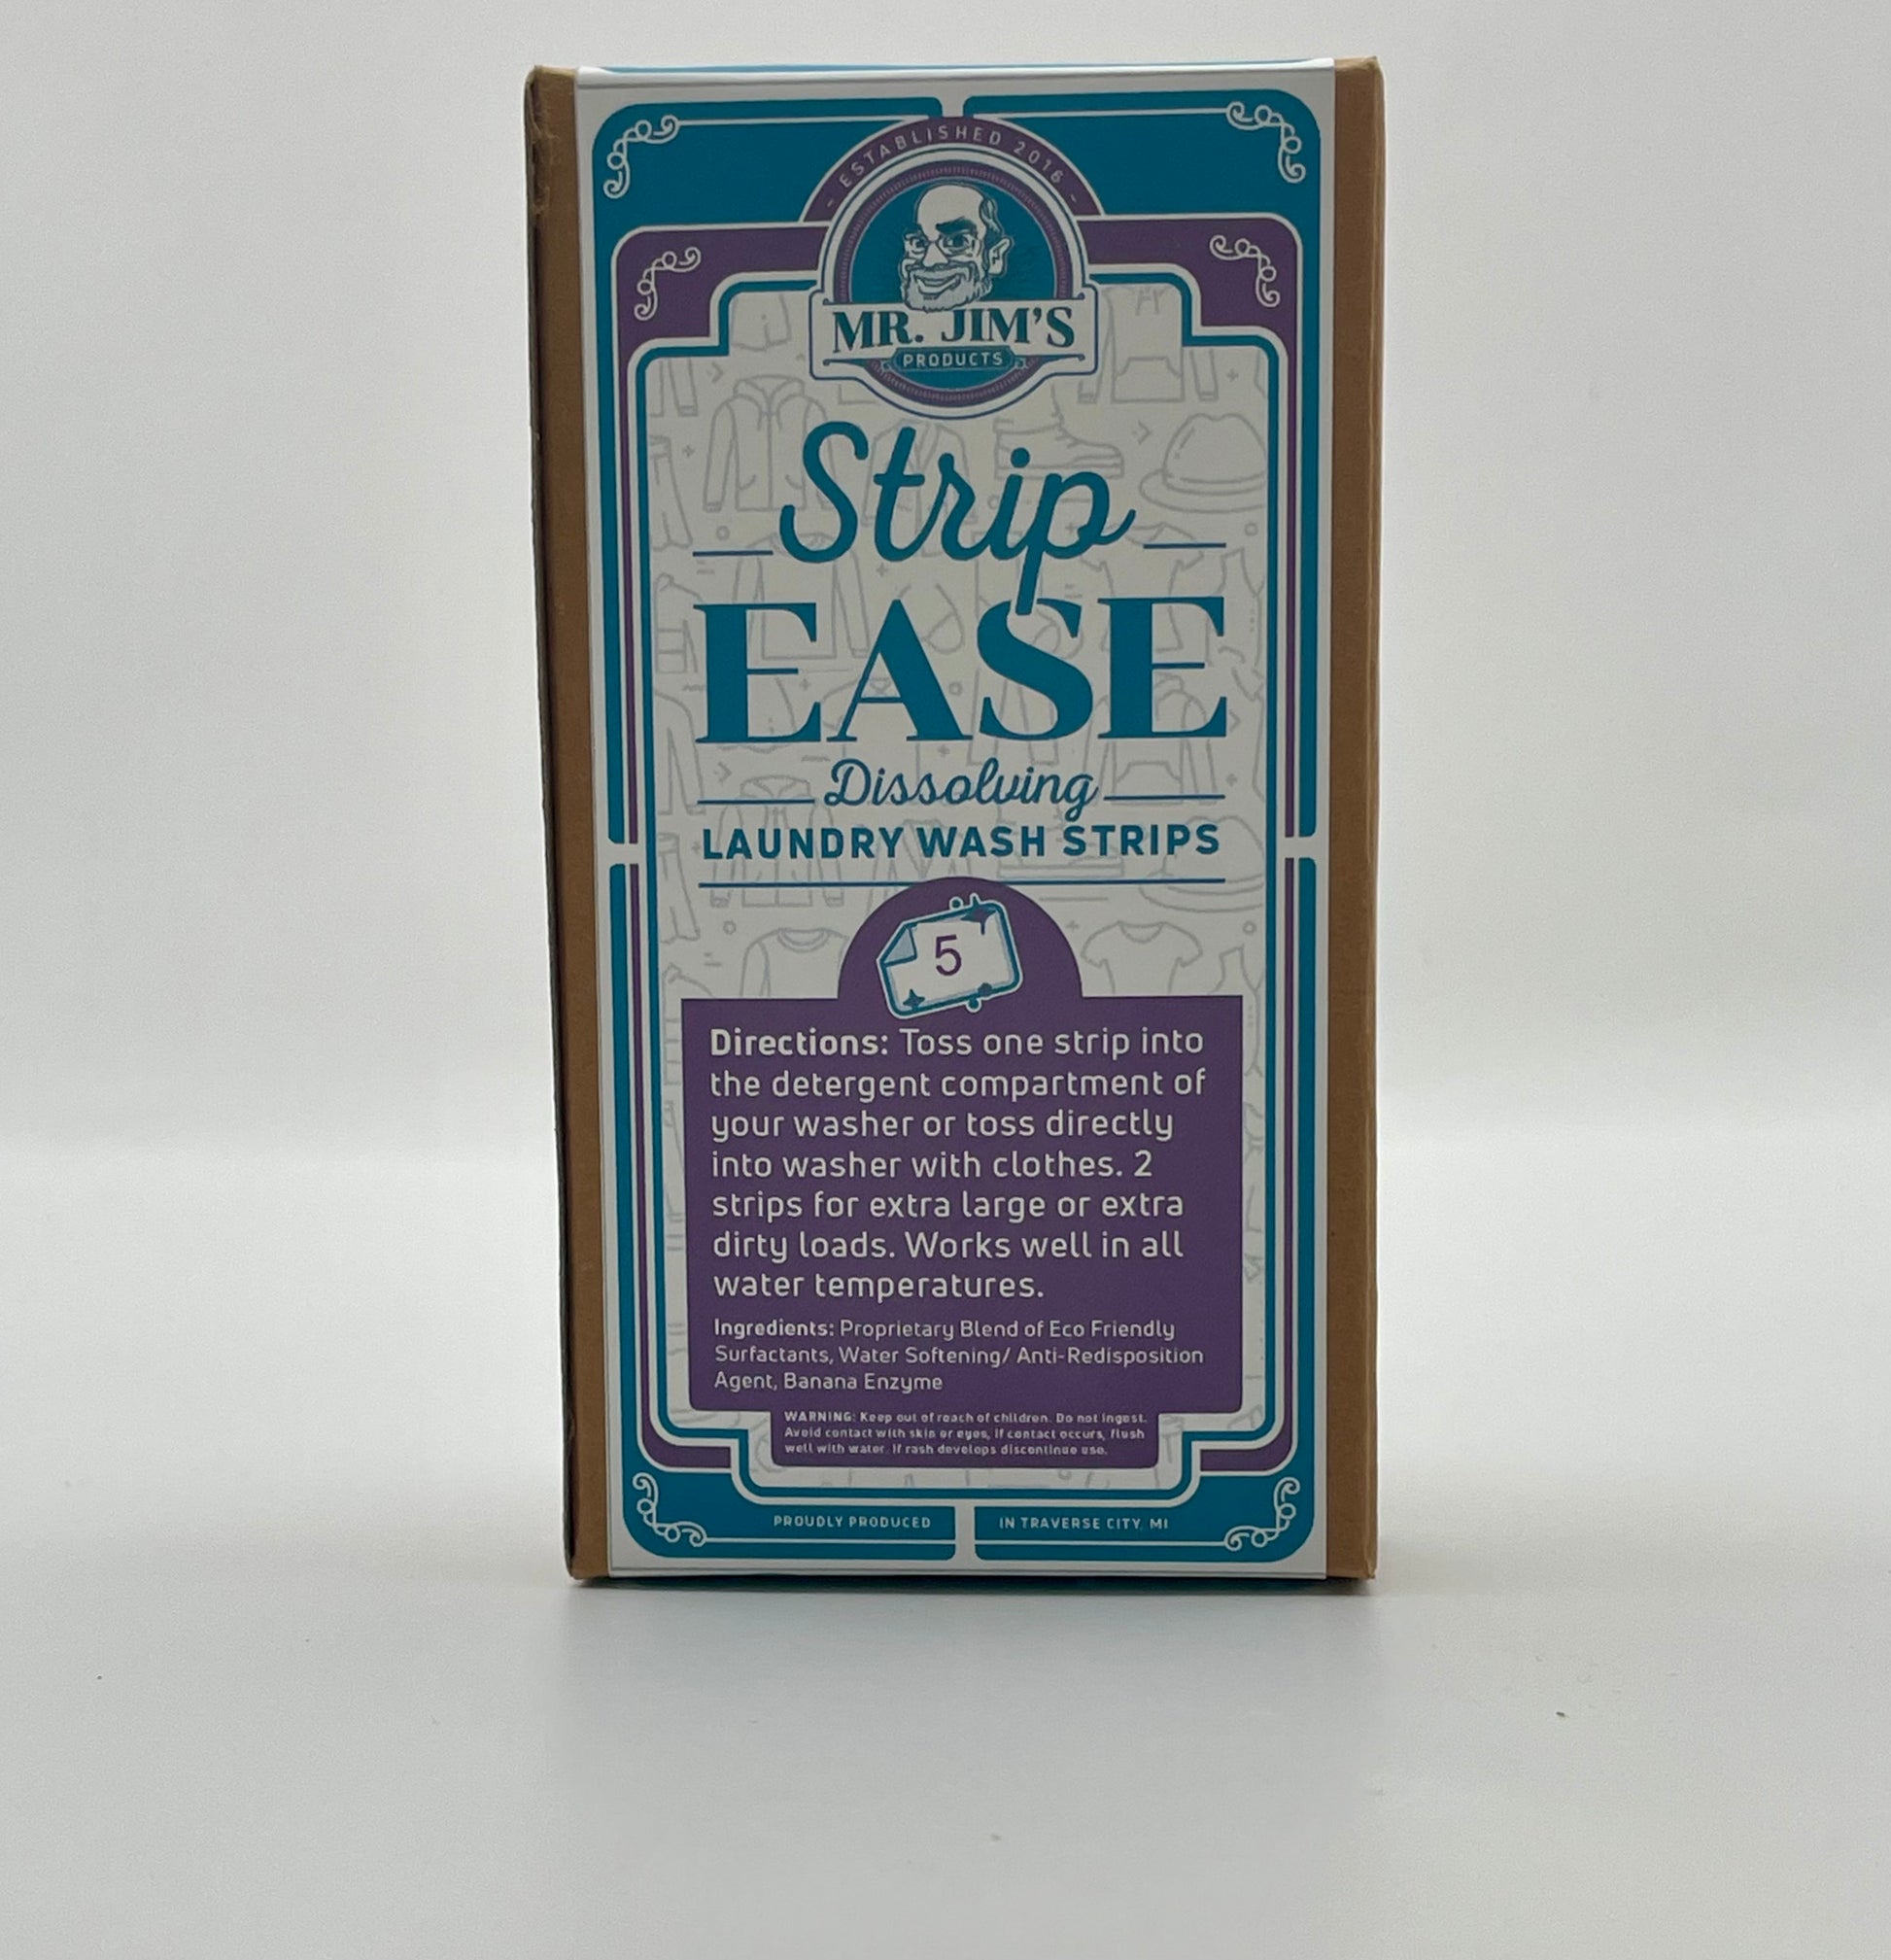 - ESTABLISHED 2016 -
MR. JIM'S
PRODUCTS
Strip
EASE
Dissolving
LAUNDRY WASH STRIPS
5
Directions: Toss one strip into
the detergent compartment of
your washer or toss directly
into washer with clothes. 2
strips for extra large or extra
dirty loads. Works well in all
water temperatures.
Ingredients: Proprietary Blend of Eco Friendly
Surfactants, Water Softening/ Anti-Redisposition
Agent, Banana Enzyme
WARNING: Keep out of reach of children. Do not ingest.
Avoid contact with skin or eyes, if contact occurs, flush
well with water. If rash develops discontinue use.
PROUDLY PRODUCED IN TRAVERSE CITY, MI